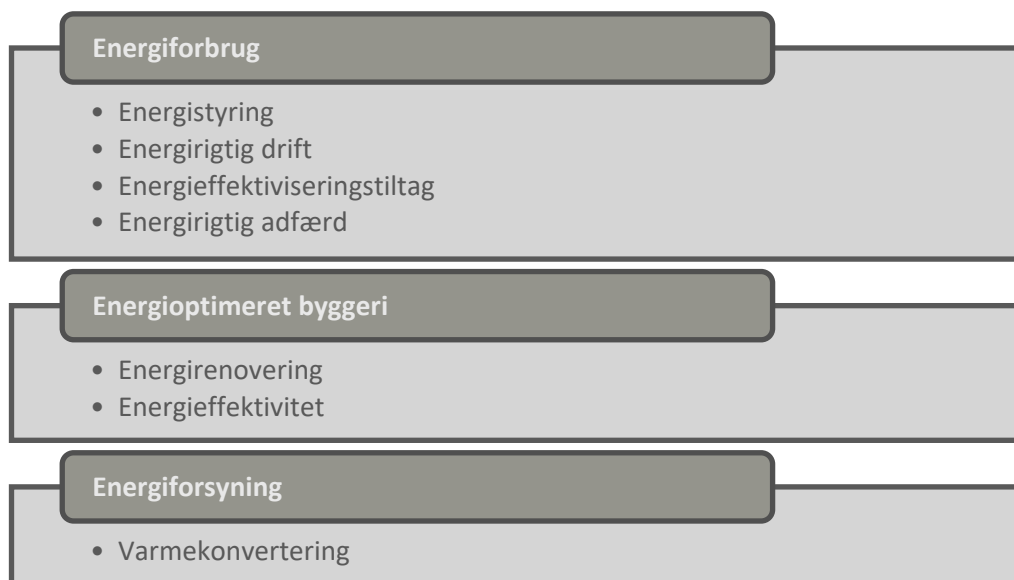 Energiforbrug
• Energistyring
• Energirigtig drift
• Energieffektiviseringstiltag
• Energirigtig adfærd
Energioptimeret byggeri
• Energirenovering
• Energieffektivitet
Energiforsyning
• Varmekonvertering